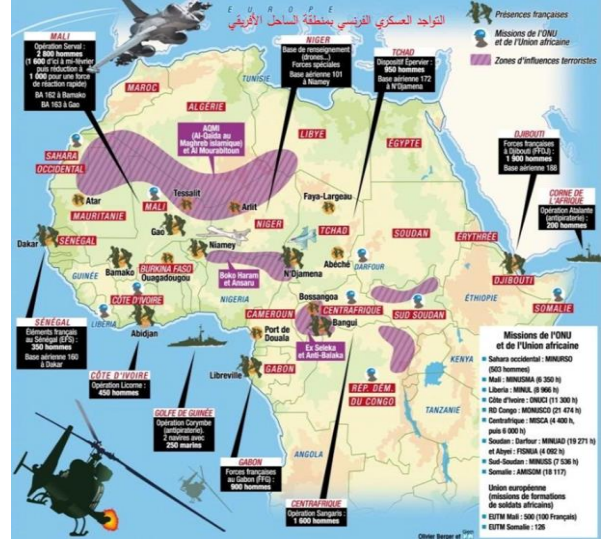 EUROPE
التواجد العسكري الفرنسي بمنطقة الساحل الأفريقي
Présences françaises
Missions de l'ONU
et de l'Union africaine
Zones d'influences terroristes
MALI
Opération Serval :
2 800 hommes
(1 600 d'ici à mi-février
puis réduction à
1 000 pour une force
de réaction rapide)
BA 162 à Bamako
BA 163 à Gao
NIGER
Base de renseignement
(drones...)
Forces spéciales
Base aérienne 101
à Niamey
TCHAD
Dispositif Épervier :
950 hommes
Base aérienne 172
à N'Djamena
DJIBOUTI
Forces françaises
à Djibouti (FFDJ) :
1 900 hommes
Base aérienne 188
CORNE DE
L'AFRIQUE
Opération Atalante
(antipiraterie) :
200 hommes
MAROC
TUNISIE
ALGÉRIE
LIBYE
ÉGYPTE
SAHARA
OCCIDENTAL
AQMI
(Al-Qaïda au
Maghreb islamique)
et Al Mourabitoun
Atar
Tessalit
MALI
Arlit
Faya-Largeau
MAURITANIE
Gao
NIGER
TCHAD
SOUDAN
ÉRYTHRÉE
Dakar
SÉNÉGAL
Niamey
N'Djamena
Abéché
DARFOUR
DJIBOUTI
GUINÉE
Bamako
BURKINA FASO
Ouagadougou
Boko Haram
et Ansaru
NIGERIA
Bossangoa
ÉTHIOPIE
LIBÉRIA
CÔTE D'IVOIRE
Abidjan
CAMEROUN
CENTRAFRIQUE
Bangui
SUD SOUDAN
SOMALIE
Port de
Douala
Ex Seleka
et Anti-Balaka
KENYA
Libreville
GABON
RÉP. DÉM.
DU CONGO
TANZANIE
ANGOLA
SÉNÉGAL
Éléments français
au Sénégal (EFS) :
350 hommes
Base aérienne 160
à Dakar
CÔTE D'IVOIRE
Opération Licorne :
450 hommes
GOLFE DE GUINÉE
Opération Corymbe
(antipiraterie).
2 navires avec
250 marins
GABON
Forces françaises
au Gabon (FFG) :
900 hommes
CENTRAFRIQUE
Opération Sangaris :
1 600 hommes
Missions de l'ONU
et de l'Union africaine
Sahara occidental : MINURSO
(503 hommes)
Mali : MINUSMA (6 350 h)
Liberia : MINUL (8 966 h)
Côte d'Ivoire : ONUCI (11 300 h)
RD Congo : MONUSCO (21 474 h)
Centrafrique : MISCA (4 400 h,
puis 6 000 h)
Soudan : Darfour : MINUAD (19 271 h)
et Abyei : FISNUA (4 092 h)
Sud-Soudan : MINUSS (7 536 h)
Somalie : AMISOM (18 117)
Union européenne
(missions de formations
de soldats africains)
EUTM Mali : 500 (100 Français)
EUTM Somalie : 126
Olivier Berger et